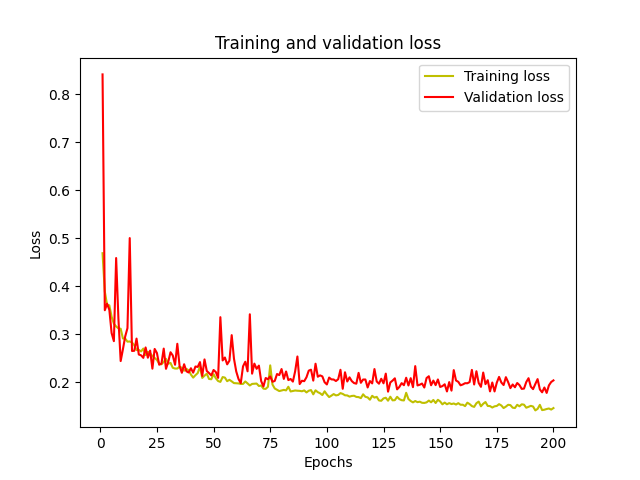 Training and validation loss
Training loss
Validation loss
Loss
0.8
0.7
0.6
0.5
0.4
0.3
0.2
0 25 50 75 100 125 150 175 200
Epochs